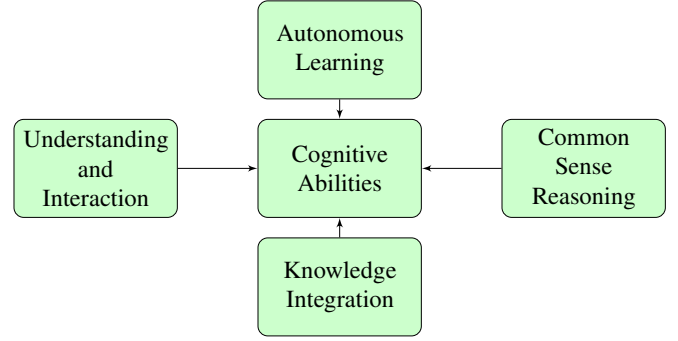 Autonomous
Learning
Understanding
and
Interaction
Cognitive
Abilities
Common
Sense
Reasoning
Knowledge
Integration